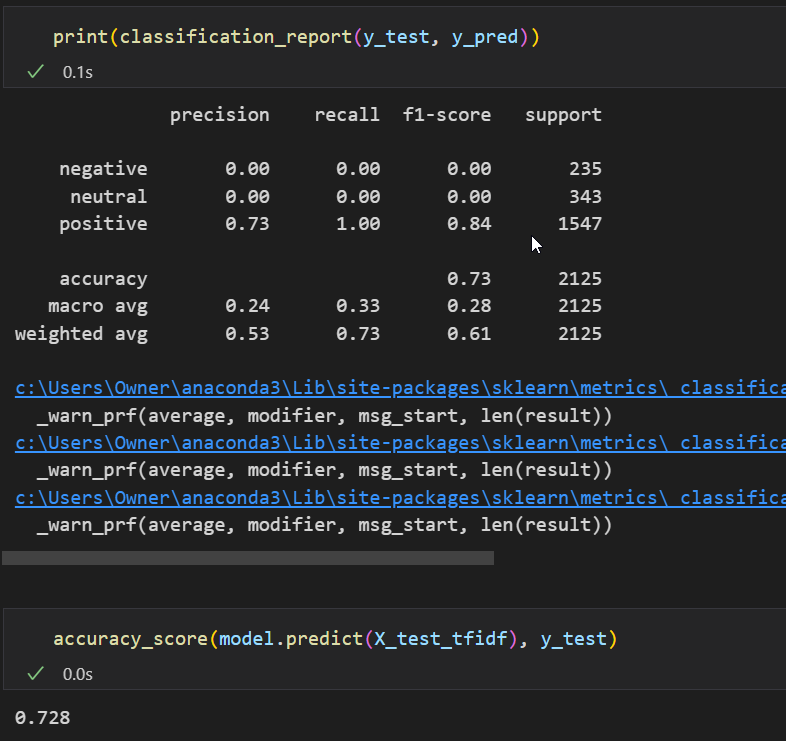 print(classification_report(y_test, y_pred))
0.1s
precision recall f1-score support
negative 0.00 0.00 0.00 235
neutral 0.00 0.00 0.00 343
positive 0.73 1.00 0.84 1547
accuracy 0.73 2125
macro avg 0.24 0.33 0.28 2125
weighted avg 0.53 0.73 0.61 2125
c:\Users\Owner\anaconda3\Lib\site-packages\sklearn\metrics\_classifica
_warn_prf(average, modifier, msg_start, len(result))
c:\Users\Owner\anaconda3\Lib\site-packages\sklearn\metrics\_classifica
_warn_prf(average, modifier, msg_start, len(result))
c:\Users\Owner\anaconda3\Lib\site-packages\sklearn\metrics\_classifica
_warn_prf(average, modifier, msg_start, len(result))
accuracy_score(model.predict(X_test_tfidf), y_test)
0.0s
0.728